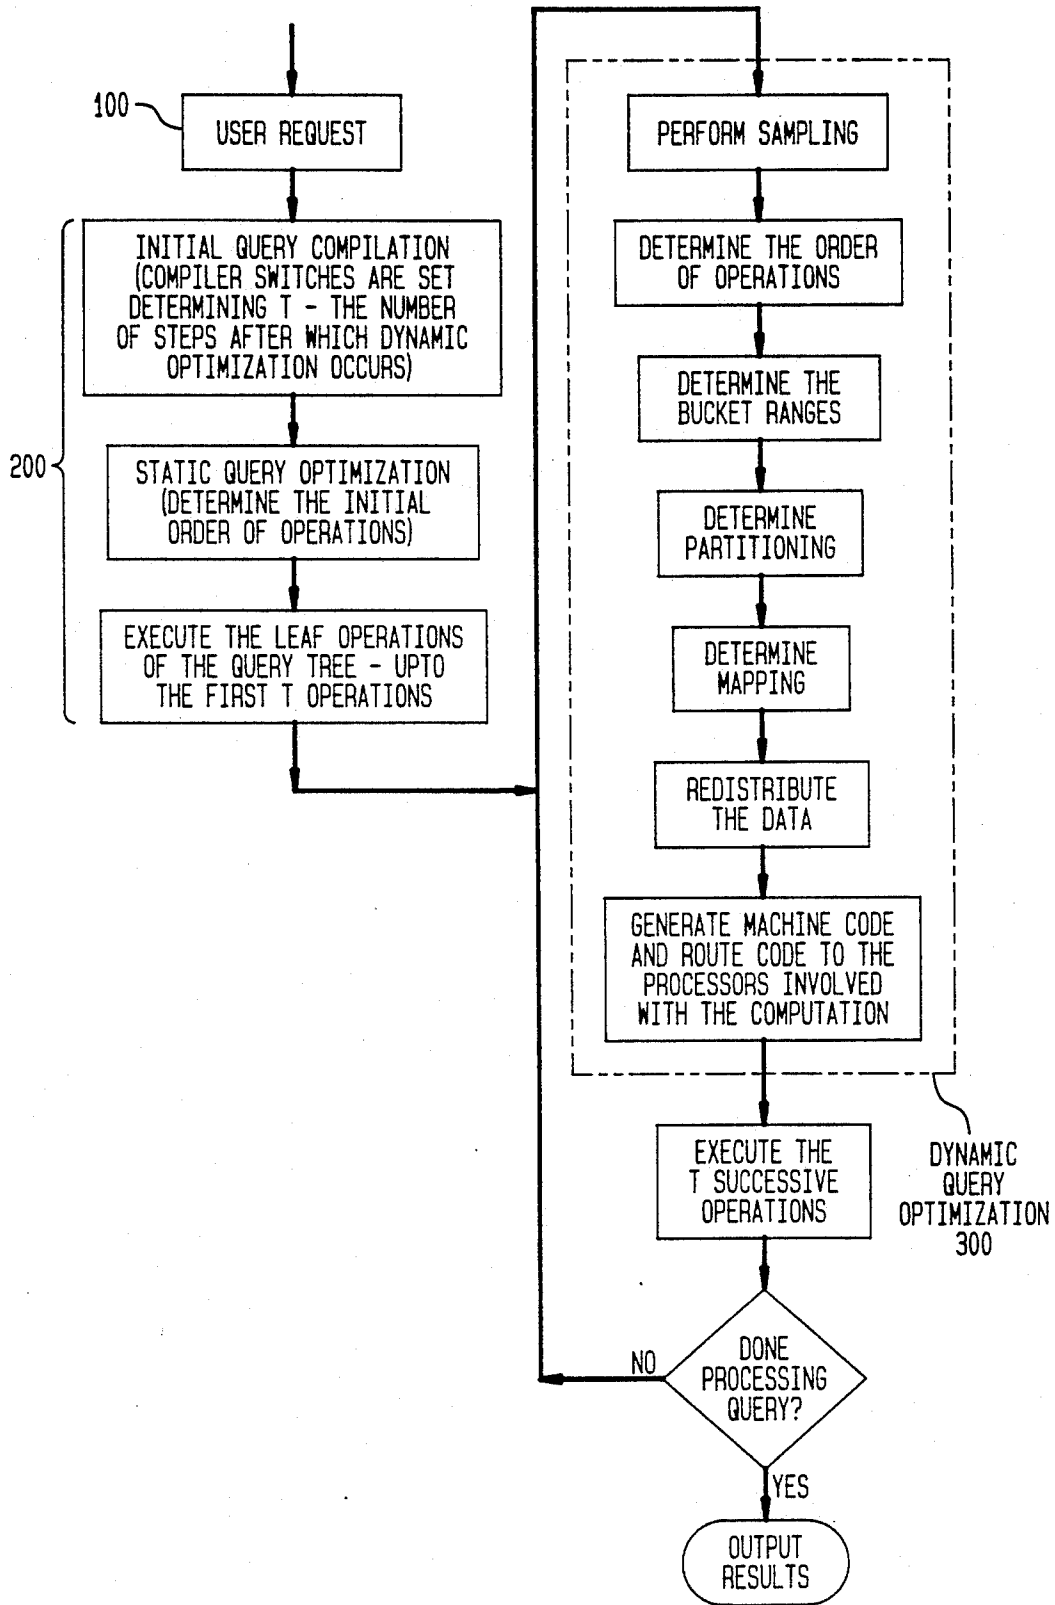 100
USER REQUEST
200
INITIAL QUERY COMPILATION
(COMPILER SWITCHES ARE SET
DETERMINING T - THE NUMBER
OF STEPS AFTER WHICH DYNAMIC
OPTIMIZATION OCCURS)
STATIC QUERY OPTIMIZATION
(DETERMINE THE INITIAL
ORDER OF OPERATIONS)
EXECUTE THE LEAF OPERATIONS
OF THE QUERY TREE - UPTO
THE FIRST T OPERATIONS
PERFORM SAMPLING
DETERMINE THE ORDER
OF OPERATIONS
DETERMINE THE
BUCKET RANGES
DETERMINE
PARTITIONING
DETERMINE
MAPPING
REDISTRIBUTE
THE DATA
GENERATE MACHINE CODE
AND ROUTE CODE TO THE
PROCESSORS INVOLVED
WITH THE COMPUTATION
DYNAMIC
QUERY
OPTIMIZATION
300
EXECUTE THE
T SUCCESSIVE
OPERATIONS
DONE
PROCESSING
QUERY?
NO
YES
OUTPUT
RESULTS